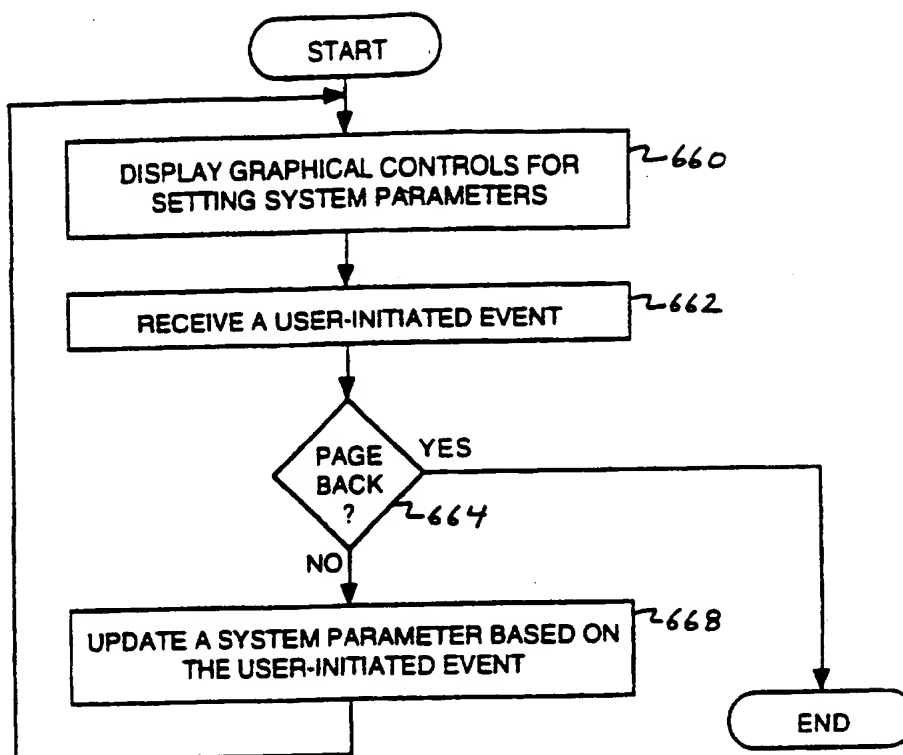 START
DISPLAY GRAPHICAL CONTROLS FOR
SETTING SYSTEM PARAMETERS
660
RECEIVE A USER-INITIATED EVENT
662
PAGE
BACK
?
YES
664
NO
UPDATE A SYSTEM PARAMETER BASED ON
THE USER-INITIATED EVENT
668
END